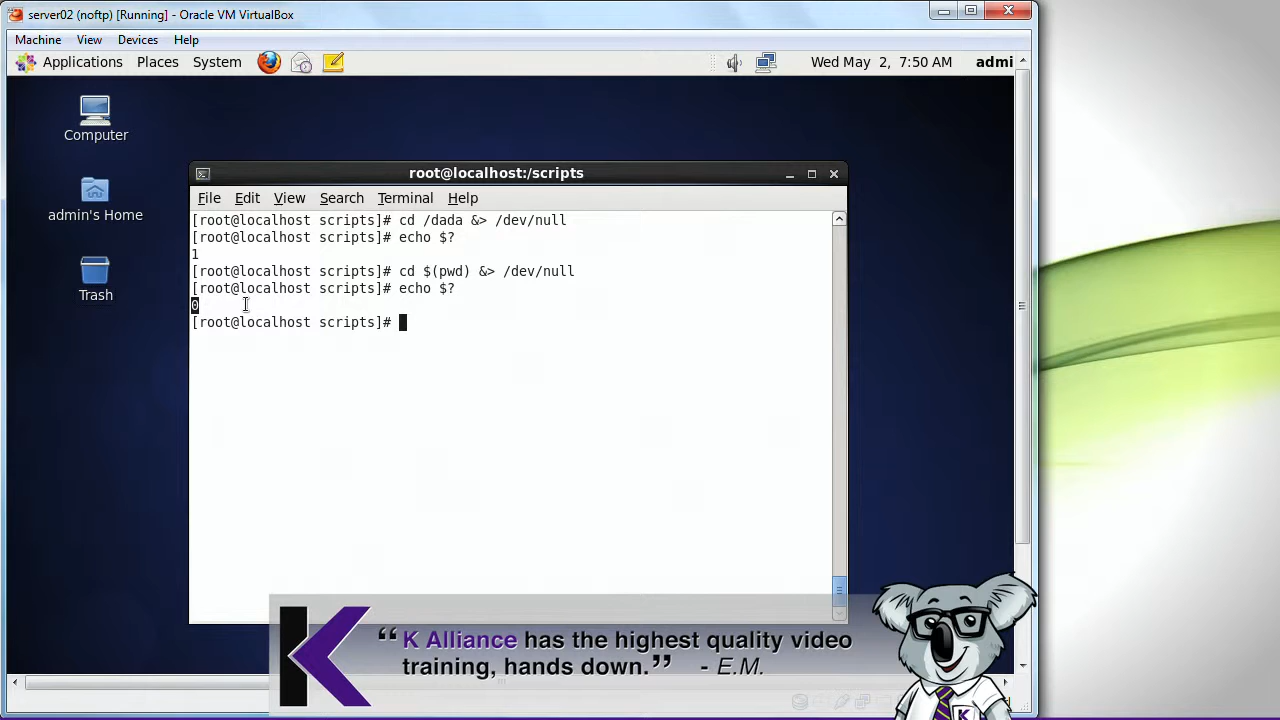 server02 (noftp) [Running] - Oracle VM VirtualBox
Machine View Devices Help
Applications Places System
Wed May 2, 7:50 AM admi
Computer
admin's Home
Trash
root@localhost:/scripts
File Edit View Search Terminal Help
[root@localhost scripts]# cd /dada &> /dev/null
[root@localhost scripts]# echo $?
1
[root@localhost scripts]# cd $(pwd) &> /dev/null
[root@localhost scripts]# echo $?
0
[root@localhost scripts]#
K
“K Alliance has the highest quality video
training, hands down.” - E.M.
K